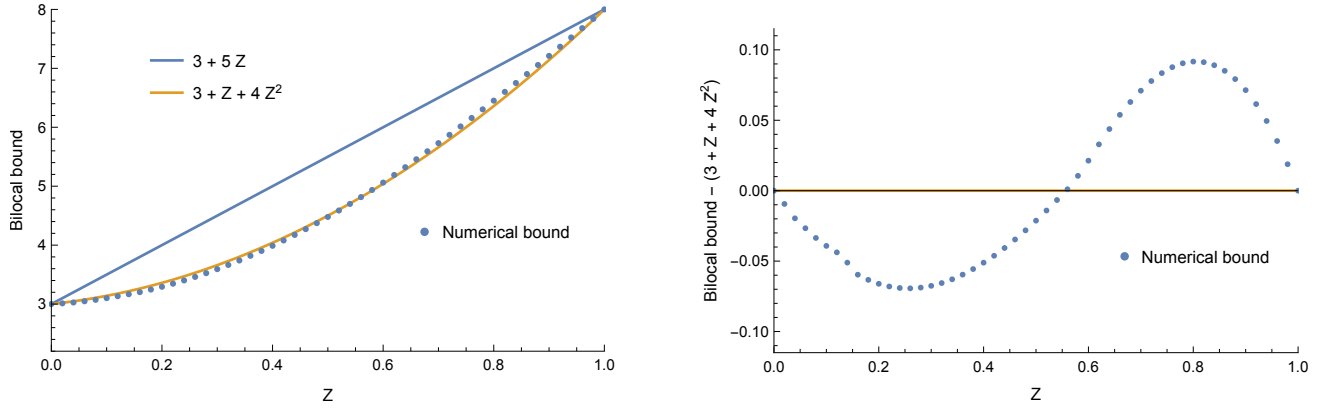 8
7
6
5
4
3
0.0
0.2
0.4
0.6
0.8
1.0
Z
Bilocal bound
3 + 5 Z
3 + Z + 4 Z²
Numerical bound
0.10
0.05
0.00
−0.05
−0.10
0.0
0.2
0.4
0.6
0.8
1.0
Z
Bilocal bound − (3 + Z + 4 Z²)
Numerical bound